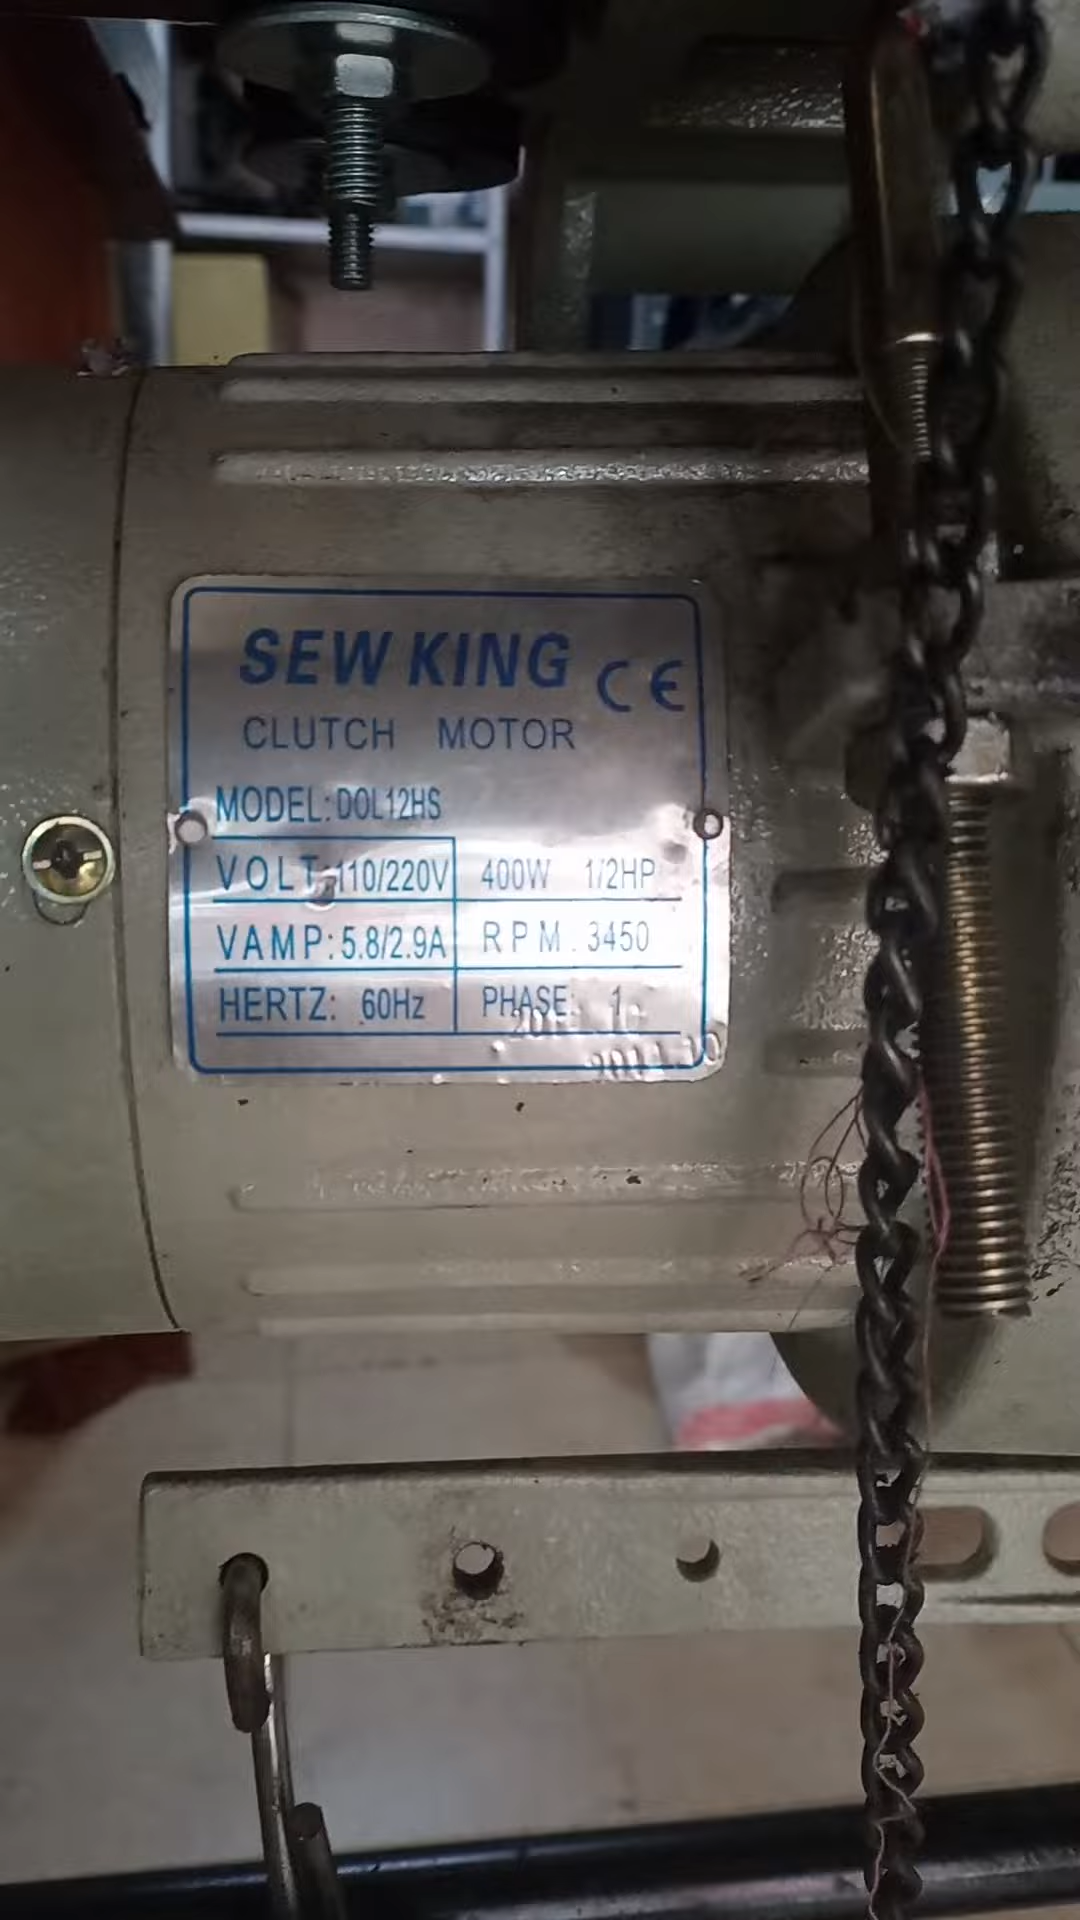 SEW KING CE
CLUTCH MOTOR
MODEL: DOL12HS
VOLT: 110/220V 400W 1/2HP
VAMP: 5.8/2.9A RPM. 3450
HERTZ: 60Hz PHASE: 1